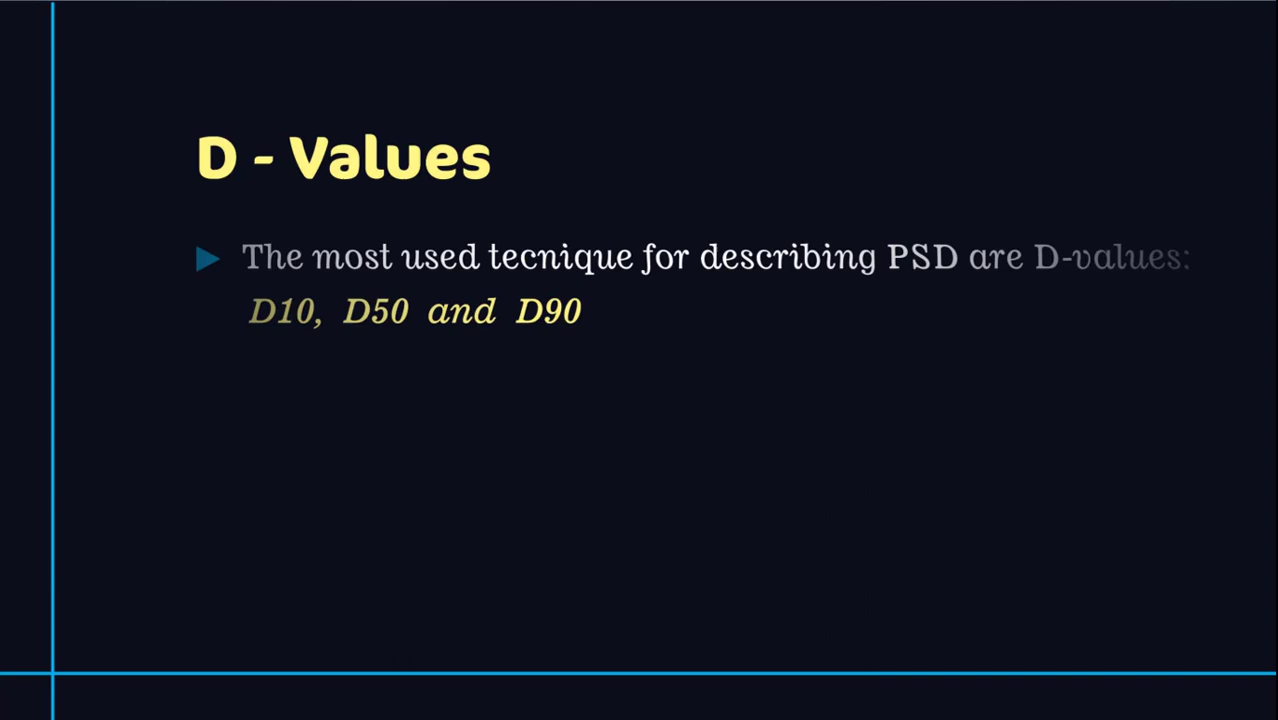 D - Values
The most used tecnique for describing PSD are D-values:
D10, D50 and D90